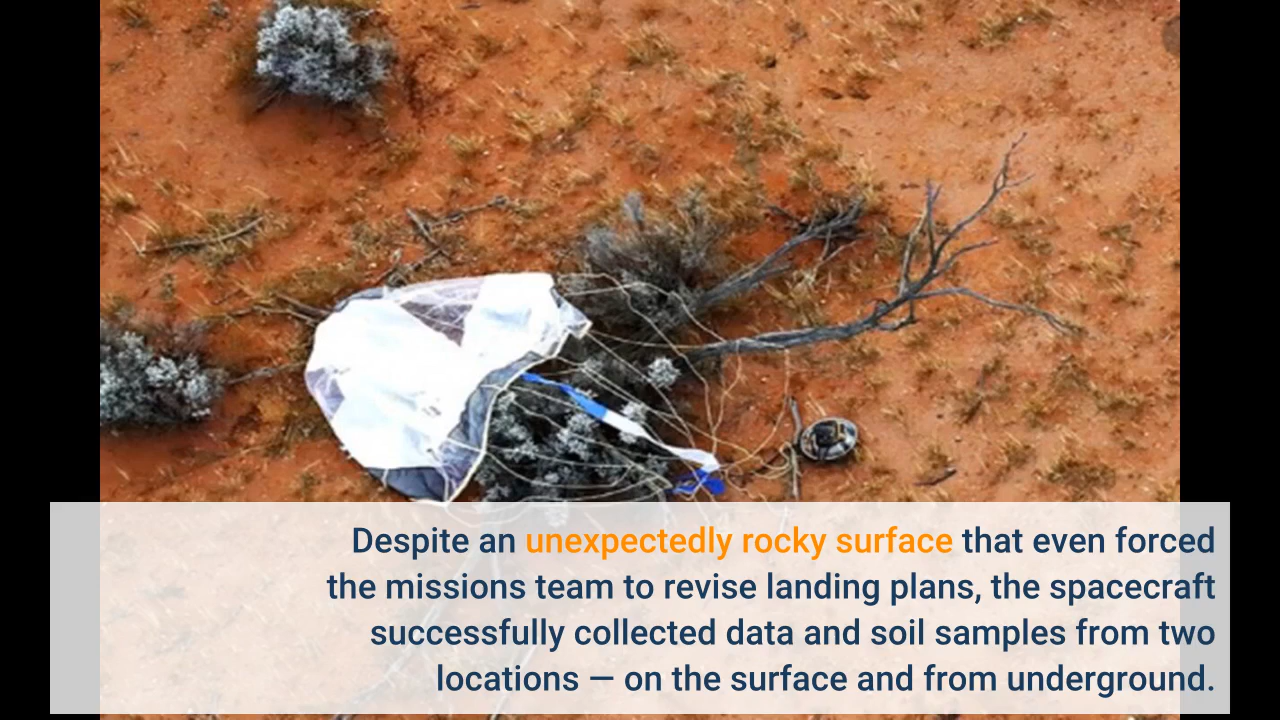 Despite an unexpectedly rocky surface that even forced
the missions team to revise landing plans, the spacecraft
successfully collected data and soil samples from two
locations — on the surface and from underground.